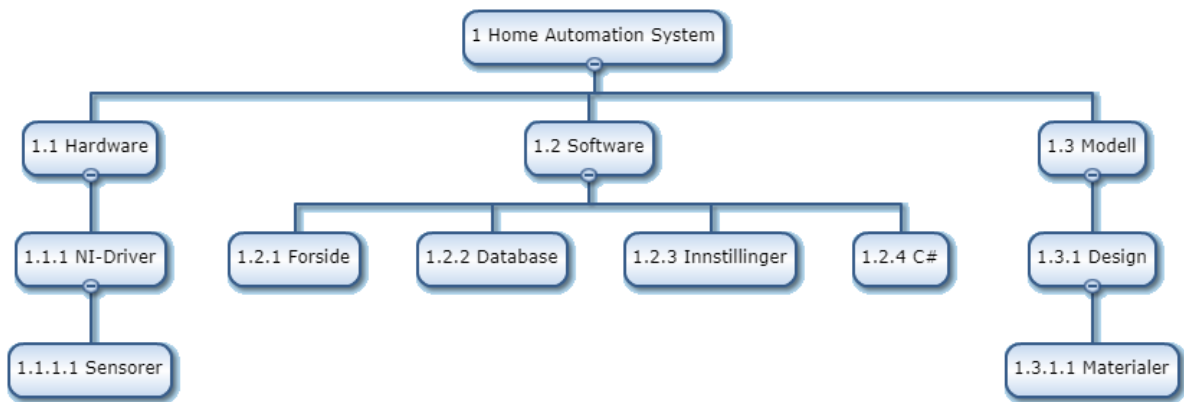 1 Home Automation System
1.1 Hardware
1.2 Software
1.3 Modell
1.1.1 NI-Driver
1.2.1 Forside
1.2.2 Database
1.2.3 Innstillinger
1.2.4 C#
1.3.1 Design
1.1.1.1 Sensorer
1.3.1.1 Materialer